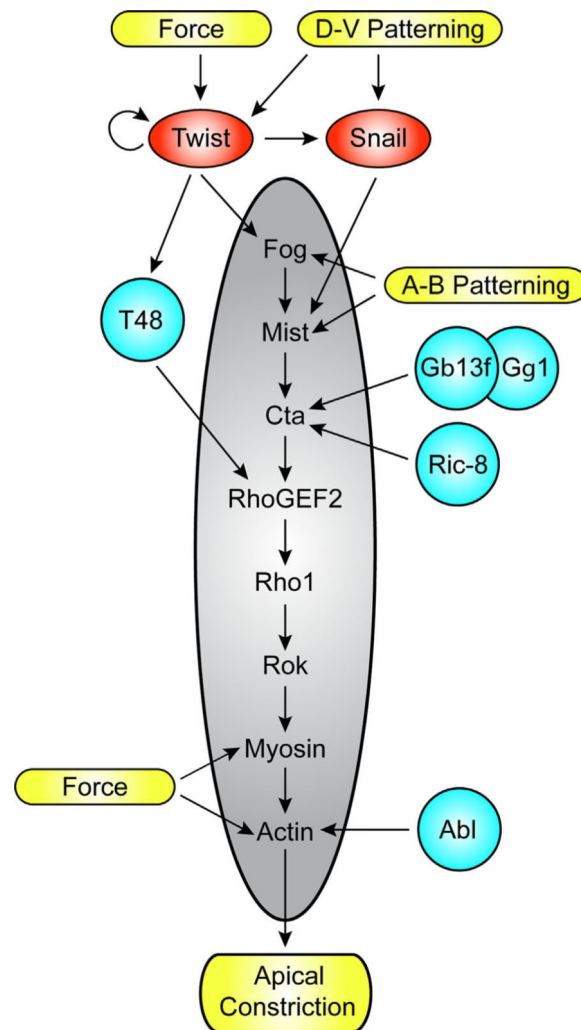 Force
D-V Patterning
Twist
Snail
Fog
A-B Patterning
T48
Mist
Gb13f
Gg1
Cta
Ric-8
RhoGEF2
Rho1
Rok
Myosin
Force
Actin
Abl
Apical
Constriction